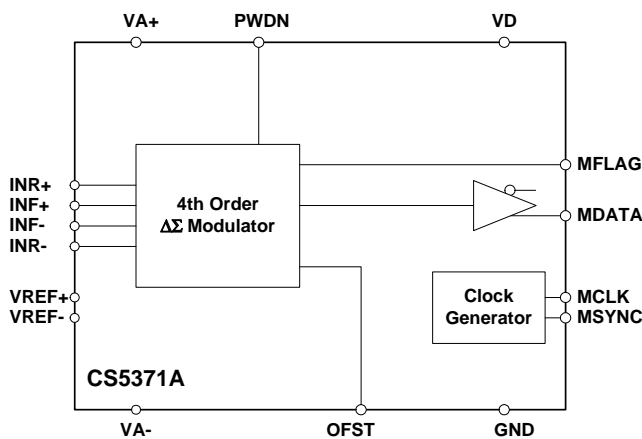 VA+ PWDN VD
INR+
INF+
INF-
INR-
VREF+
VREF-
4th Order
ΔΣ Modulator
MFLAG
MDATA
Clock
Generator
MCLK
MSYNC
CS5371A
VA- OFST GND